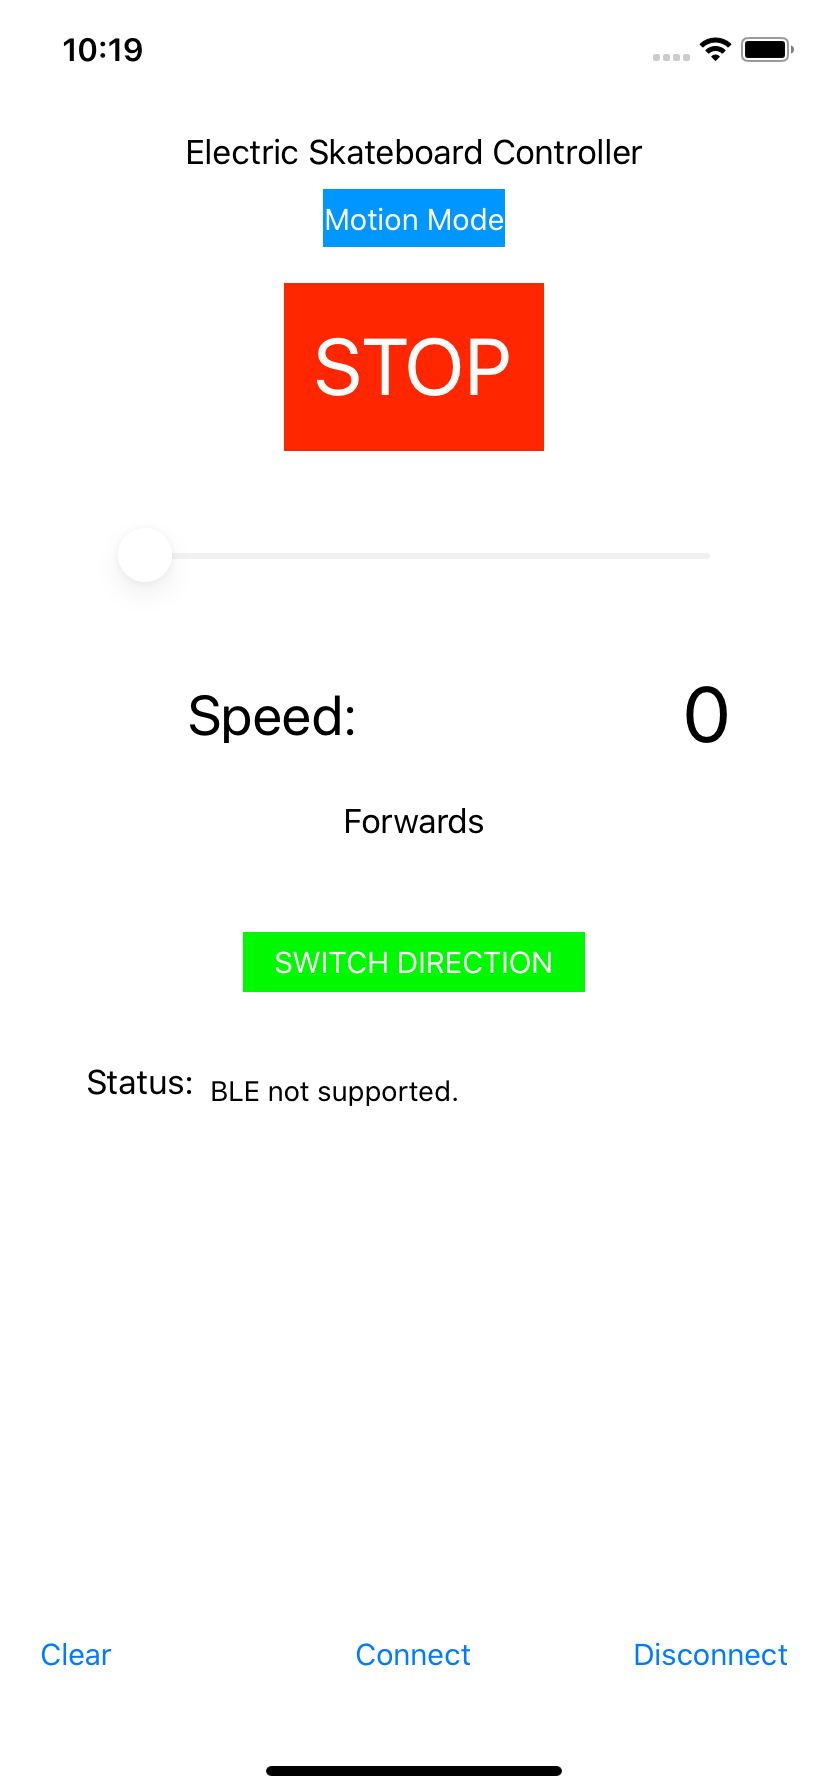 10:19
Electric Skateboard Controller
Motion Mode
STOP
Speed: 0
Forwards
SWITCH DIRECTION
Status: BLE not supported.
Clear Connect Disconnect